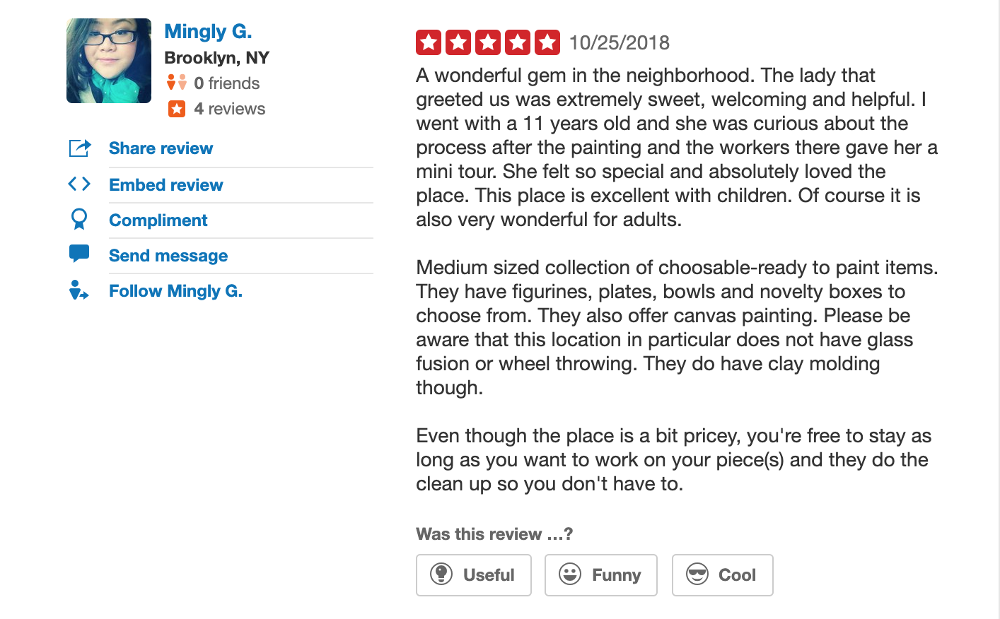 Mingly G.
Brooklyn, NY
0 friends
4 reviews
Share review
Embed review
Compliment
Send message
Follow Mingly G.
10/25/2018
A wonderful gem in the neighborhood. The lady that
greeted us was extremely sweet, welcoming and helpful. I
went with a 11 years old and she was curious about the
process after the painting and the workers there gave her a
mini tour. She felt so special and absolutely loved the
place. This place is excellent with children. Of course it is
also very wonderful for adults.
Medium sized collection of choosable-ready to paint items.
They have figurines, plates, bowls and novelty boxes to
choose from. They also offer canvas painting. Please be
aware that this location in particular does not have glass
fusion or wheel throwing. They do have clay molding
though.
Even though the place is a bit pricey, you're free to stay as
long as you want to work on your piece(s) and they do the
clean up so you don't have to.
Was this review ...?
Useful
Funny
Cool